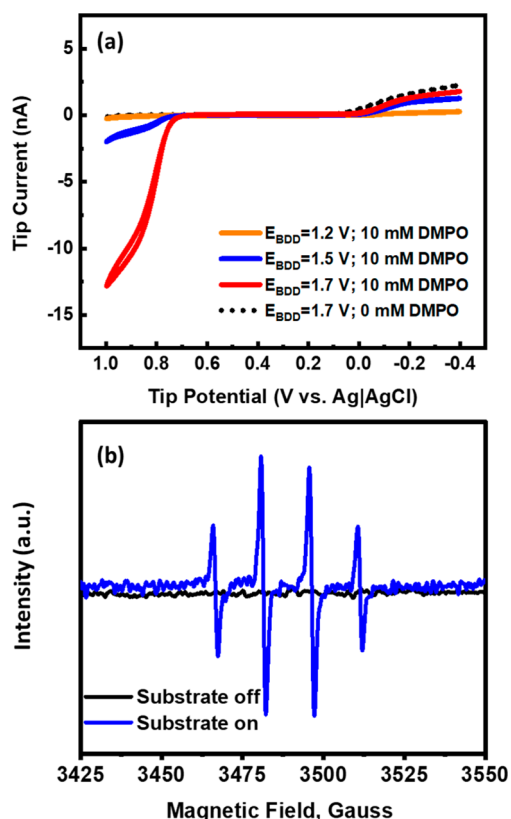 (a)
5
0
-5
-10
-15
Tip Current (nA)
E_BDD=1.2 V; 10 mM DMPO
E_BDD=1.5 V; 10 mM DMPO
E_BDD=1.7 V; 10 mM DMPO
E_BDD=1.7 V; 0 mM DMPO
1.0 0.8 0.6 0.4 0.2 0.0 -0.2 -0.4
Tip Potential (V vs. Ag|AgCl)
(b)
Intensity (a.u.)
Substrate off
Substrate on
3425 3450 3475 3500 3525 3550
Magnetic Field, Gauss